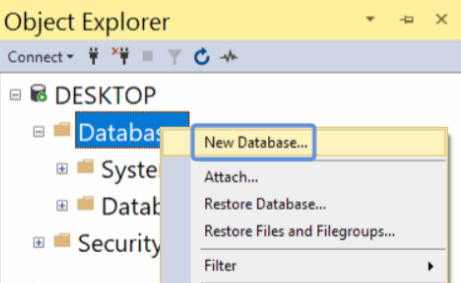 Object Explorer
Connect
DESKTOP
Databas
New Database...
Attach...
Restore Database...
Restore Files and Filegroups...
Filter
Syste
Datab
Security